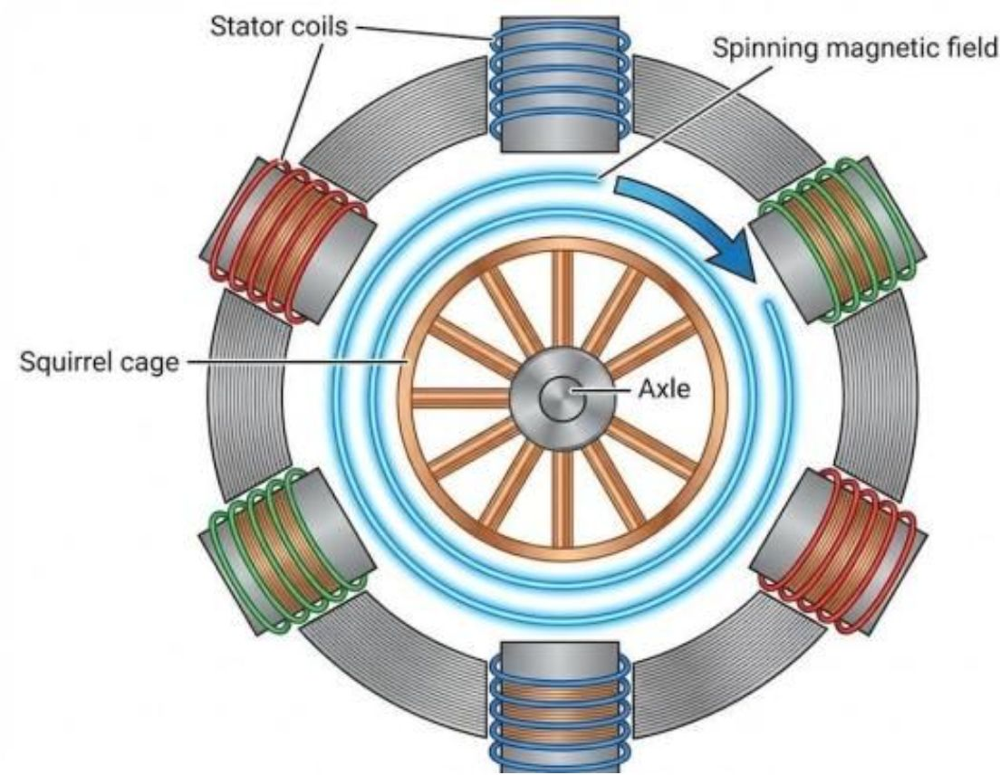 Stator coils
Spinning magnetic field
Squirrel cage
Axle